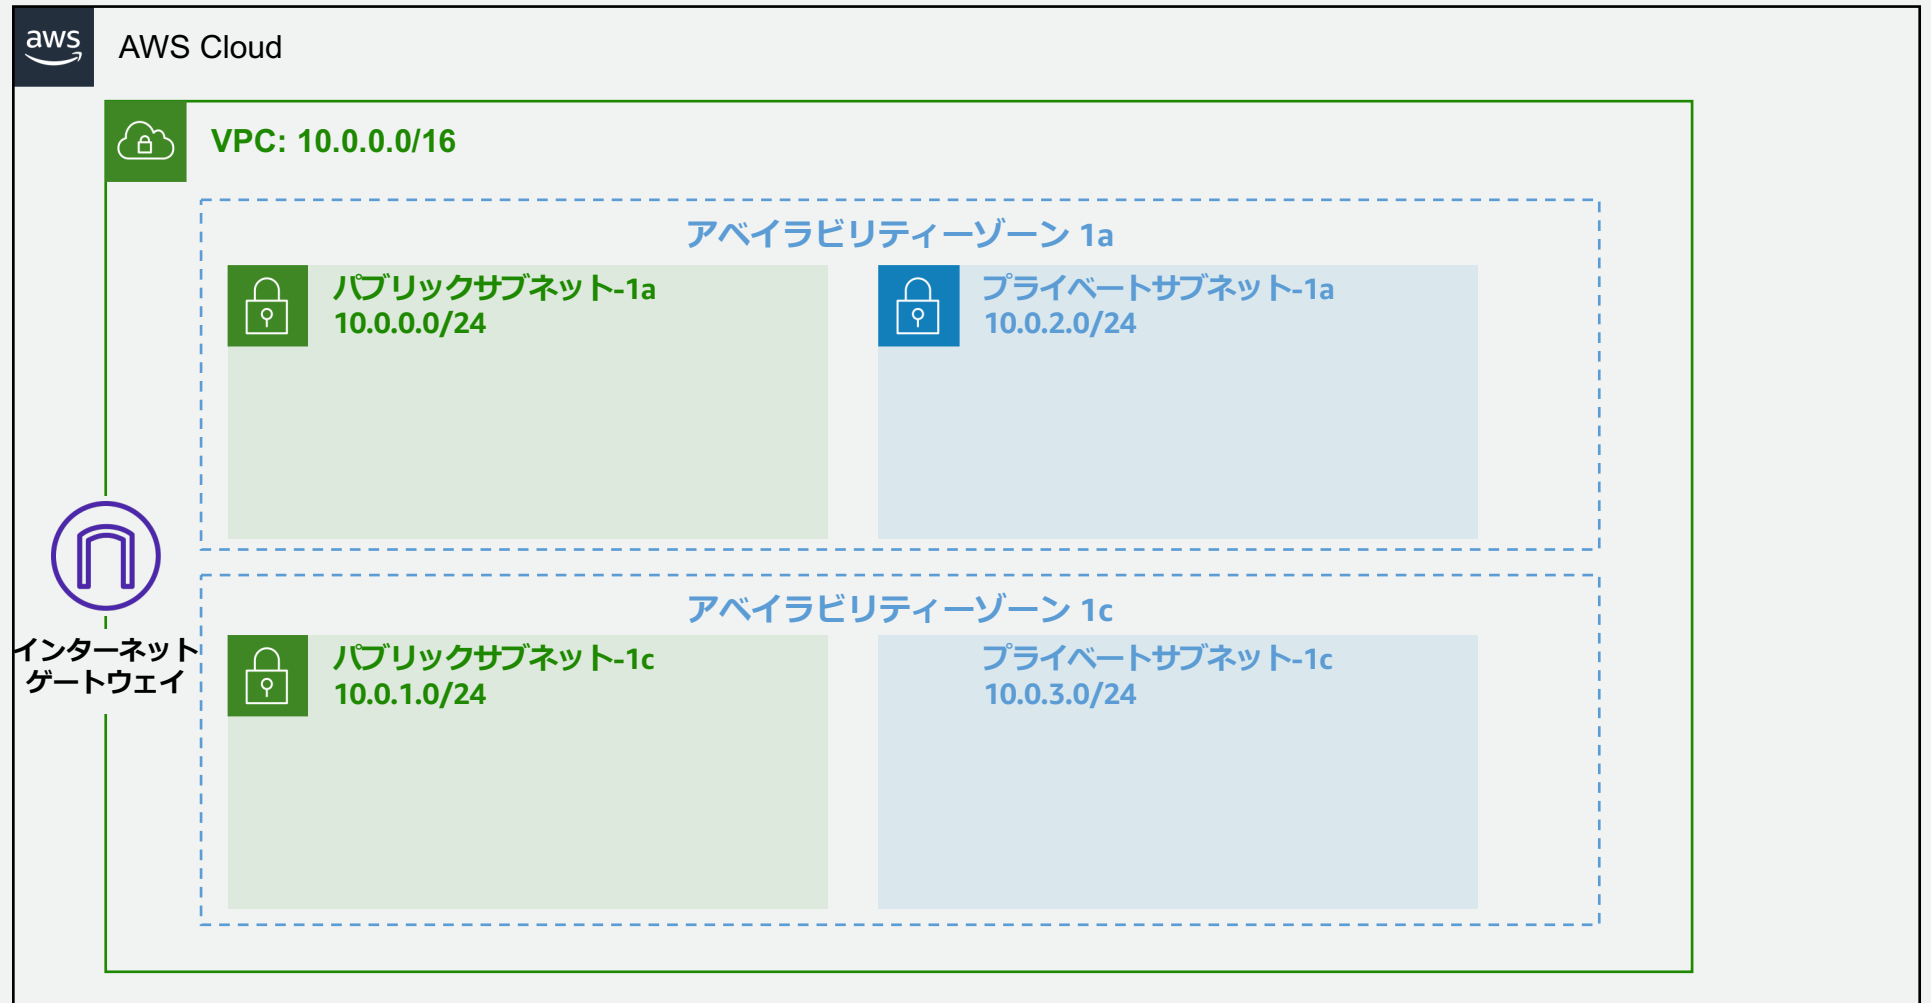 aws
AWS Cloud
VPC: 10.0.0.0/16
アベイラビリティーゾーン 1a
パブリックサブネット-1a
10.0.0.0/24
プライベートサブネット-1a
10.0.2.0/24
インターネット
ゲートウェイ
アベイラビリティーゾーン 1c
パブリックサブネット-1c
10.0.1.0/24
プライベートサブネット-1c
10.0.3.0/24